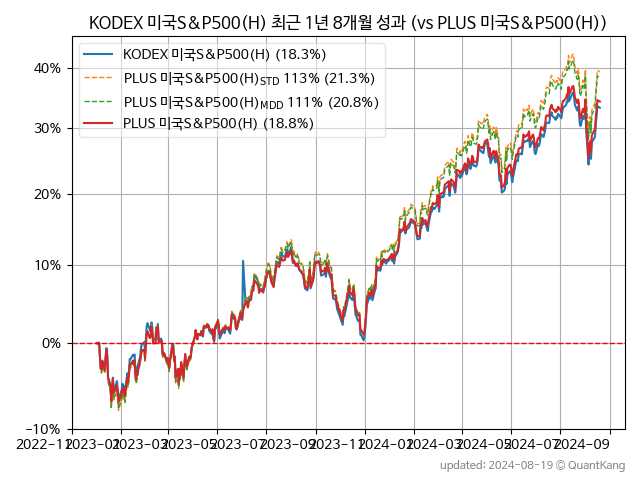 KODEX 미국S&P500(H) 최근 1년 8개월 성과 (vs PLUS 미국S&P500(H))
KODEX 미국S&P500(H) (18.3%)
PLUS 미국S&P500(H)STD 113% (21.3%)
PLUS 미국S&P500(H)MDD 111% (20.8%)
PLUS 미국S&P500(H) (18.8%)
40%
30%
20%
10%
0%
-10%
2022-11 2023-01 2023-03 2023-05 2023-07 2023-09 2023-11 2024-01 2024-03 2024-05 2024-07 2024-09
updated: 2024-08-19 © QuantKang